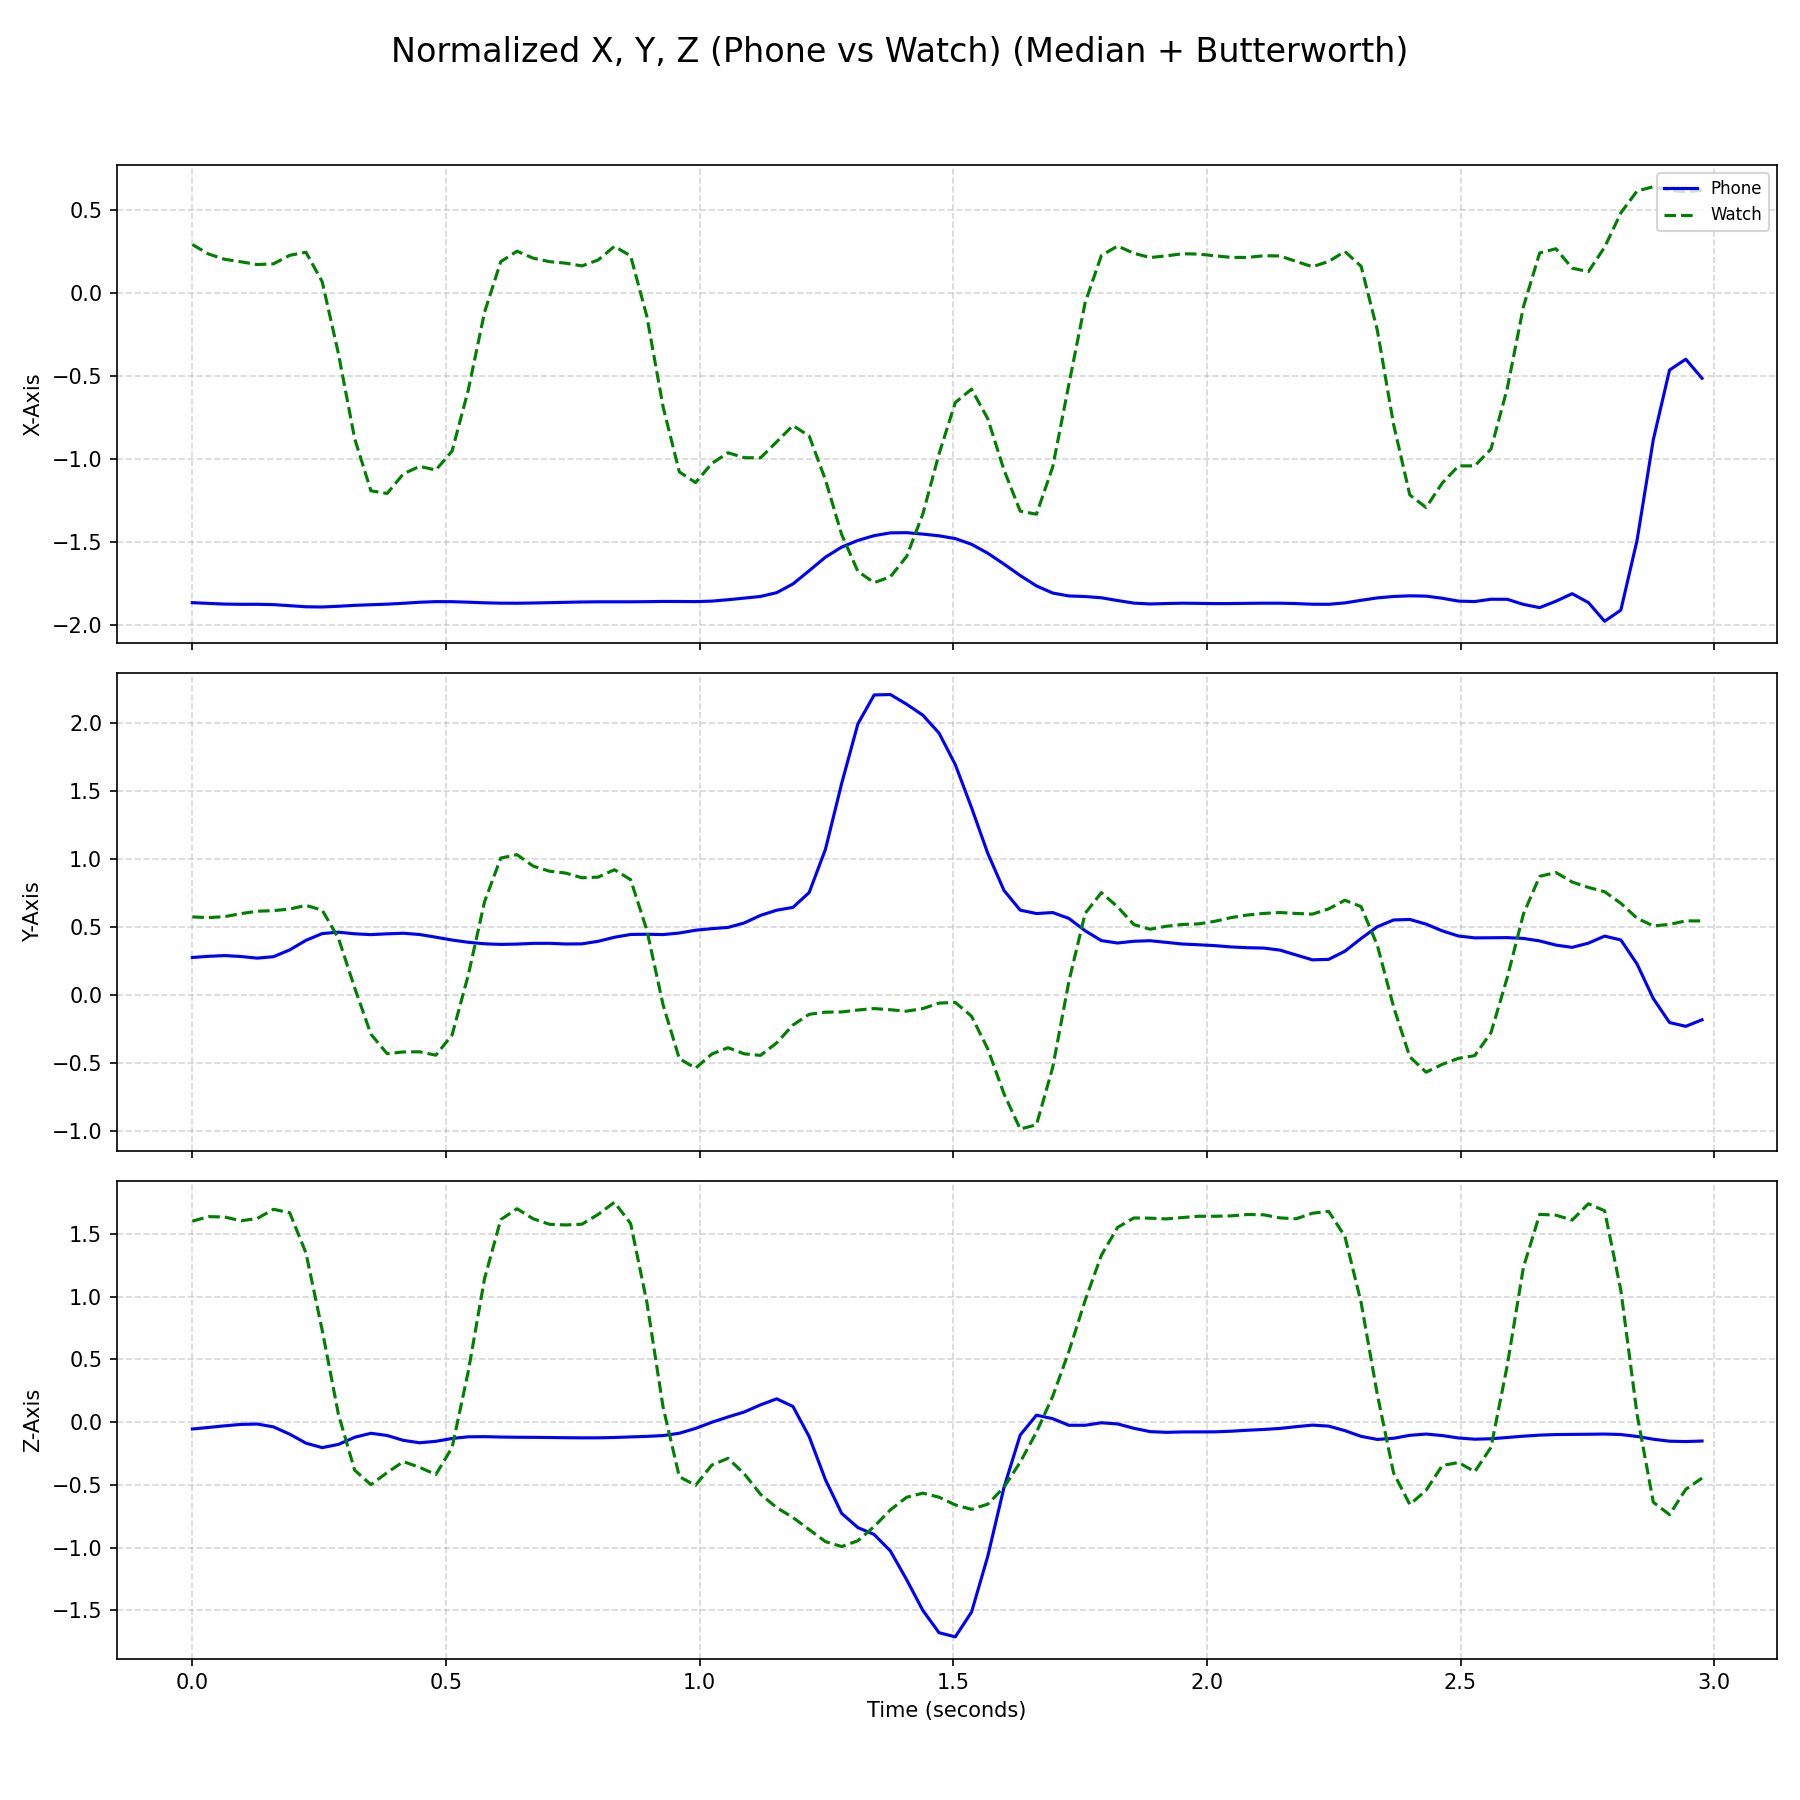 Normalized X, Y, Z (Phone vs Watch) (Median + Butterworth)
Phone
Watch
X-Axis
0.5
0.0
−0.5
−1.0
−1.5
−2.0
Y-Axis
2.0
1.5
1.0
0.5
0.0
−0.5
−1.0
Z-Axis
1.5
1.0
0.5
0.0
−0.5
−1.0
−1.5
0.0 0.5 1.0 1.5 2.0 2.5 3.0
Time (seconds)